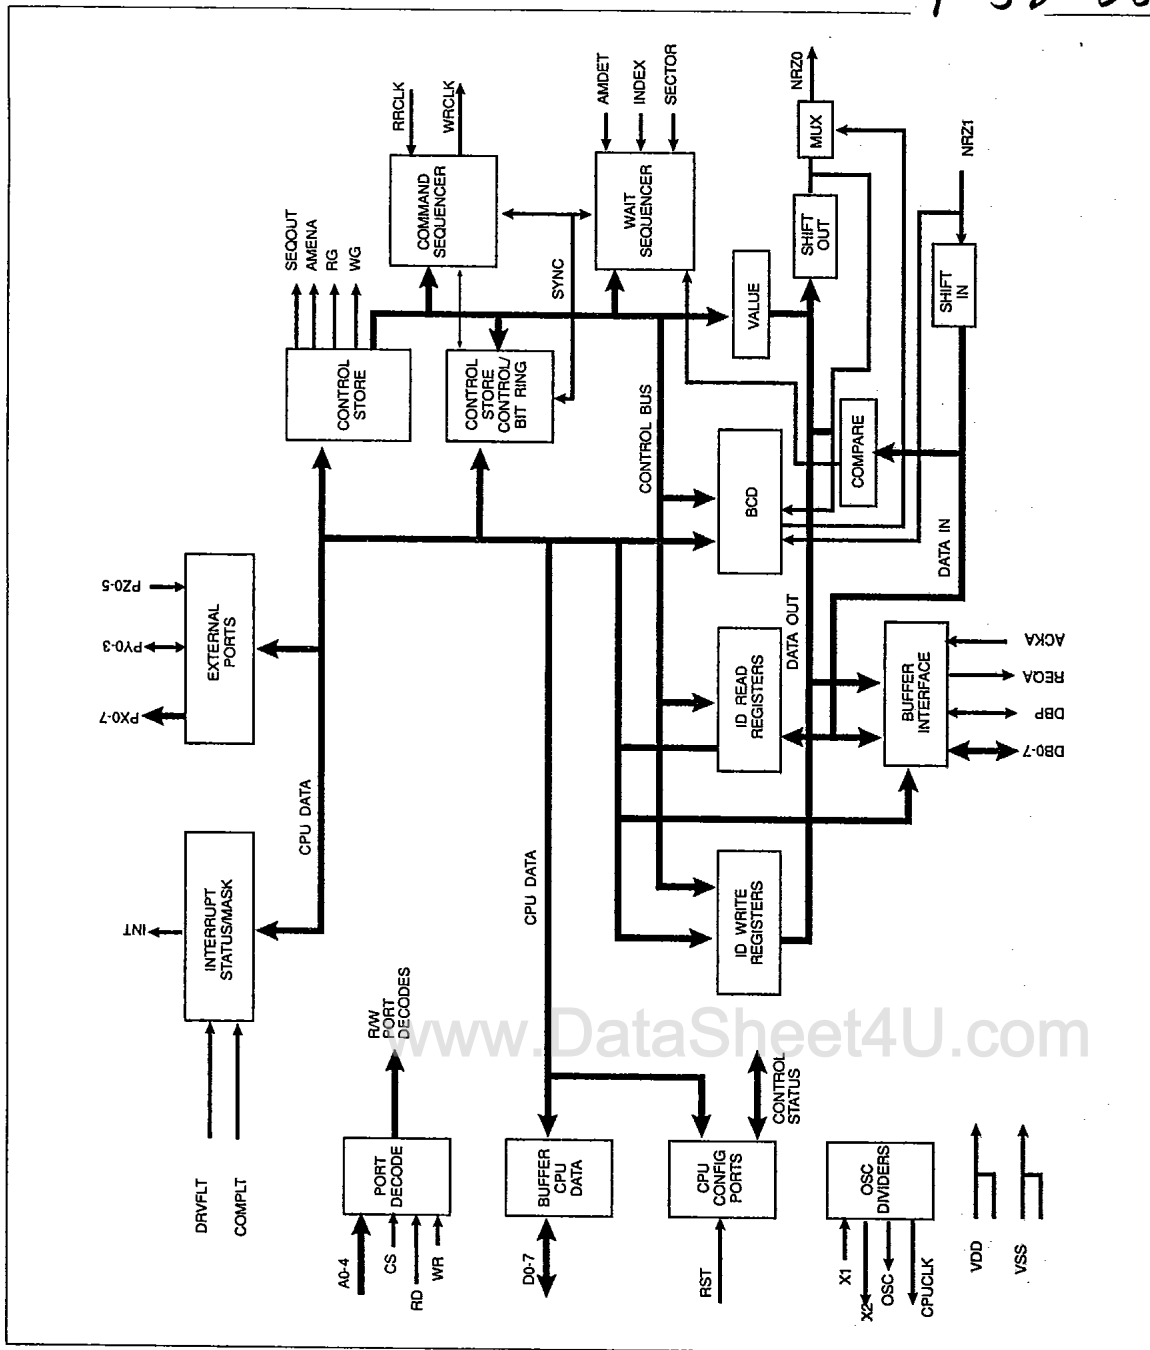 DRVFLT
COMPLT
INTERRUPT
STATUS/MASK
INT
CPU DATA
EXTERNAL
PORTS
PX0-7
PY0-3
PZ0-5
CONTROL
STORE
SEQOUT
AMENA
RG
WG
A0-4
CS
RD
WR
PORT
DECODE
R/W
PORT
DECODES
CONTROL
STORE
CONTROL/
BIT RING
COMMAND
SEQUENCER
RRCLK
WRCLK
SYNC
D0-7
BUFFER
CPU
DATA
CPU DATA
CONTROL BUS
WAIT
SEQUENCER
AMDET
INDEX
SECTOR
RST
CPU
CONFIG
PORTS
CONTROL
STATUS
ID WRITE
REGISTERS
ID READ
REGISTERS
BCD
VALUE
DATA OUT
SHIFT
OUT
MUX
NRZ0
X1
X2
OSC
CPUCLK
OSC
DIVIDERS
BUFFER
INTERFACE
DB0-7
DBP
REQA
ACKA
COMPARE
DATA IN
SHIFT
IN
NRZ1
VDD
VSS
www.DataSheet4U.com